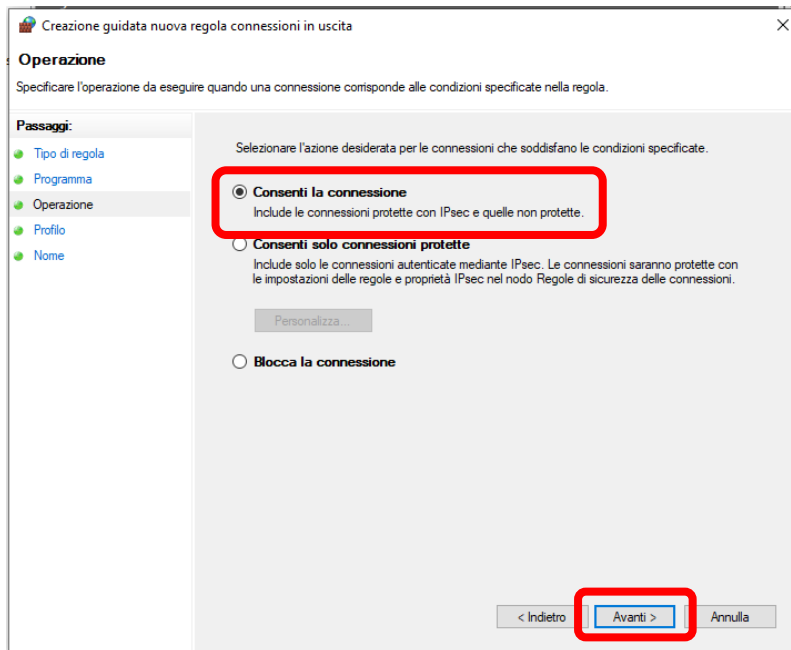 Creazione guidata nuova regola connessioni in uscita
Operazione
Specificare l'operazione da eseguire quando una connessione corrisponde alle condizioni specificate nella regola.
Passaggi:
Tipo di regola
Programma
Operazione
Profilo
Nome
Selezionare l'azione desiderata per le connessioni che soddisfano le condizioni specificate.
Consenti la connessione
Include le connessioni protette con IPsec e quelle non protette.
Consenti solo connessioni protette
Include solo le connessioni autenticate mediante IPsec. Le connessioni saranno protette con
le impostazioni delle regole e proprietà IPsec nel nodo Regole di sicurezza delle connessioni.
Personalizza...
Blocca la connessione
< Indietro
Avanti >
Annulla